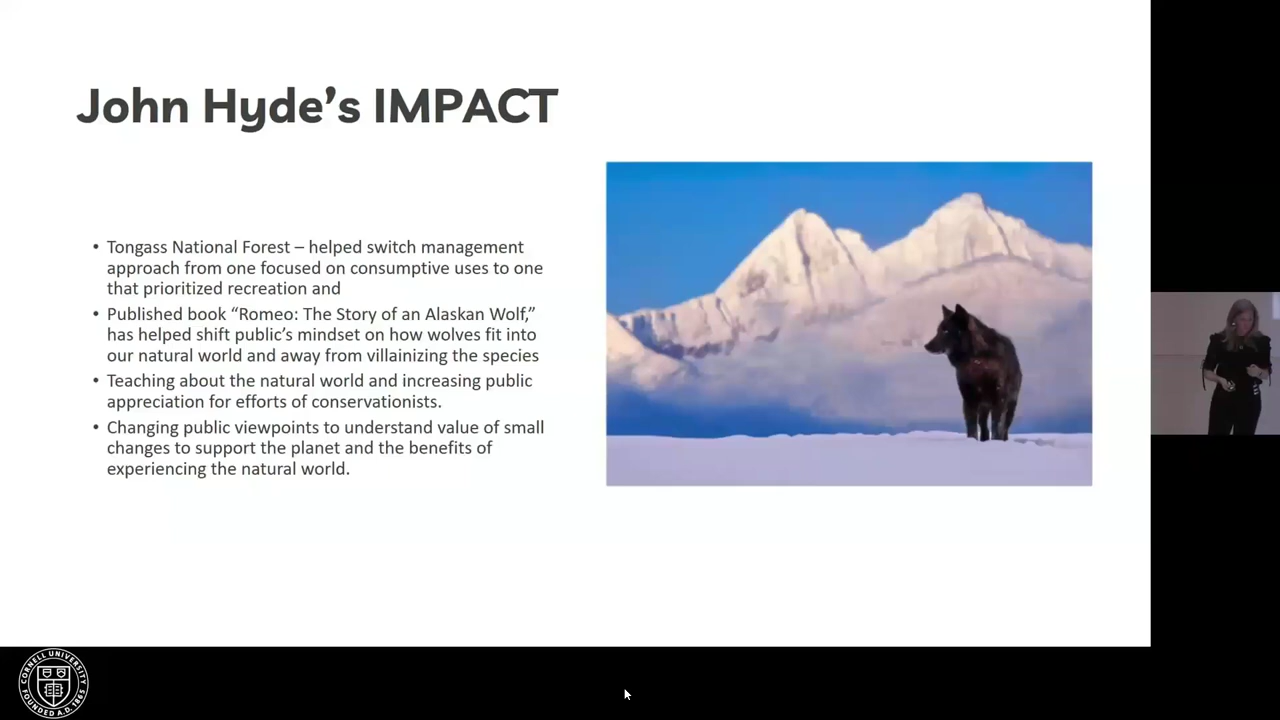 John Hyde's IMPACT
• Tongass National Forest – helped switch management
approach from one focused on consumptive uses to one
that prioritized recreation and
• Published book “Romeo: The Story of an Alaskan Wolf,”
has helped shift public's mindset on how wolves fit into
our natural world and away from villainizing the species
• Teaching about the natural world and increasing public
appreciation for efforts of conservationists.
• Changing public viewpoints to understand value of small
changes to support the planet and the benefits of
experiencing the natural world.
CORNELL UNIVERSITY
FOUNDED A.D. 1865